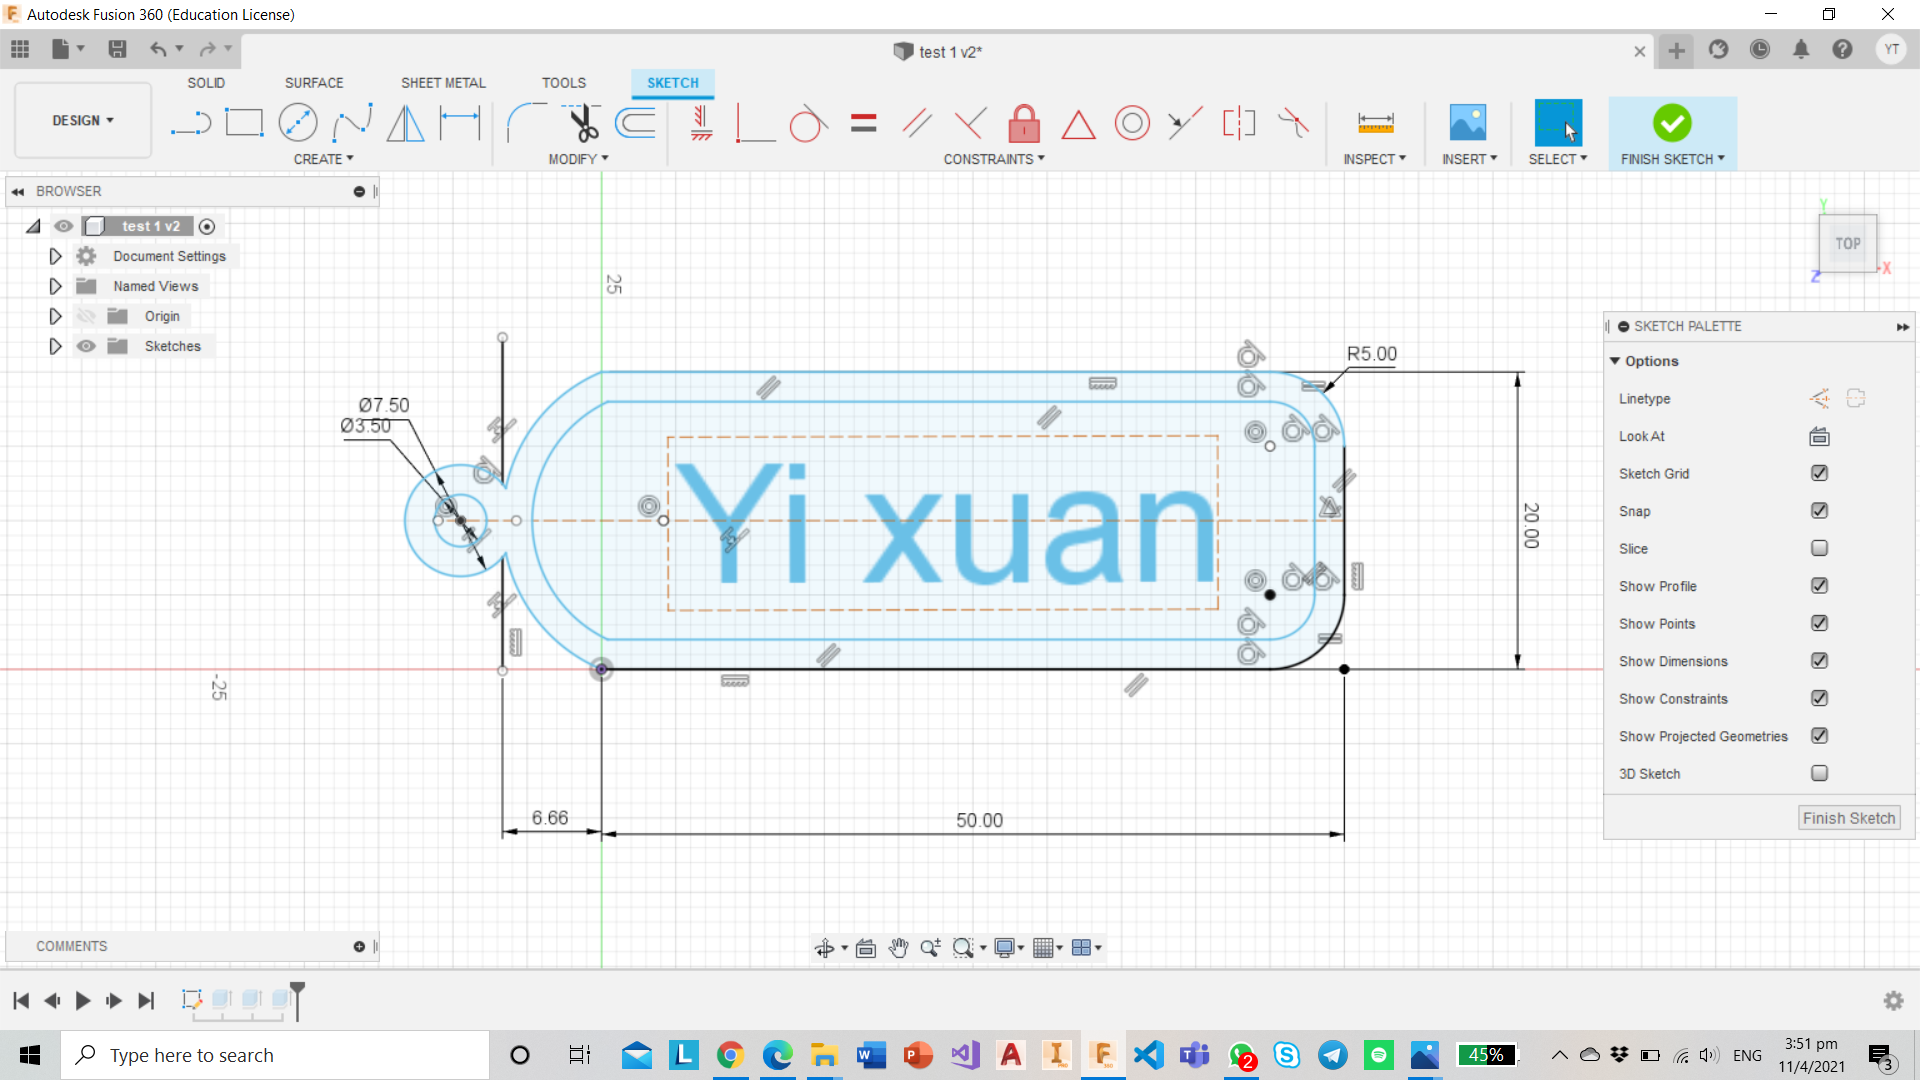 Autodesk Fusion 360 (Education License)
test 1 v2*
YT
SOLID
SURFACE
SHEET METAL
TOOLS
SKETCH
DESIGN
CREATE
MODIFY
CONSTRAINTS
INSPECT
INSERT
SELECT
FINISH SKETCH
BROWSER
test 1 v2
Document Settings
Named Views
Origin
Sketches
Y
TOP
X
Z
25
-25
R5.00
Ø7.50
Ø3.50
Yi xuan
20.00
6.66
50.00
SKETCH PALETTE
Options
Linetype
Look At
Sketch Grid
Snap
Slice
Show Profile
Show Points
Show Dimensions
Show Constraints
Show Projected Geometries
3D Sketch
Finish Sketch
COMMENTS
Type here to search
2
45%
ENG
3:51 pm
11/4/2021
3